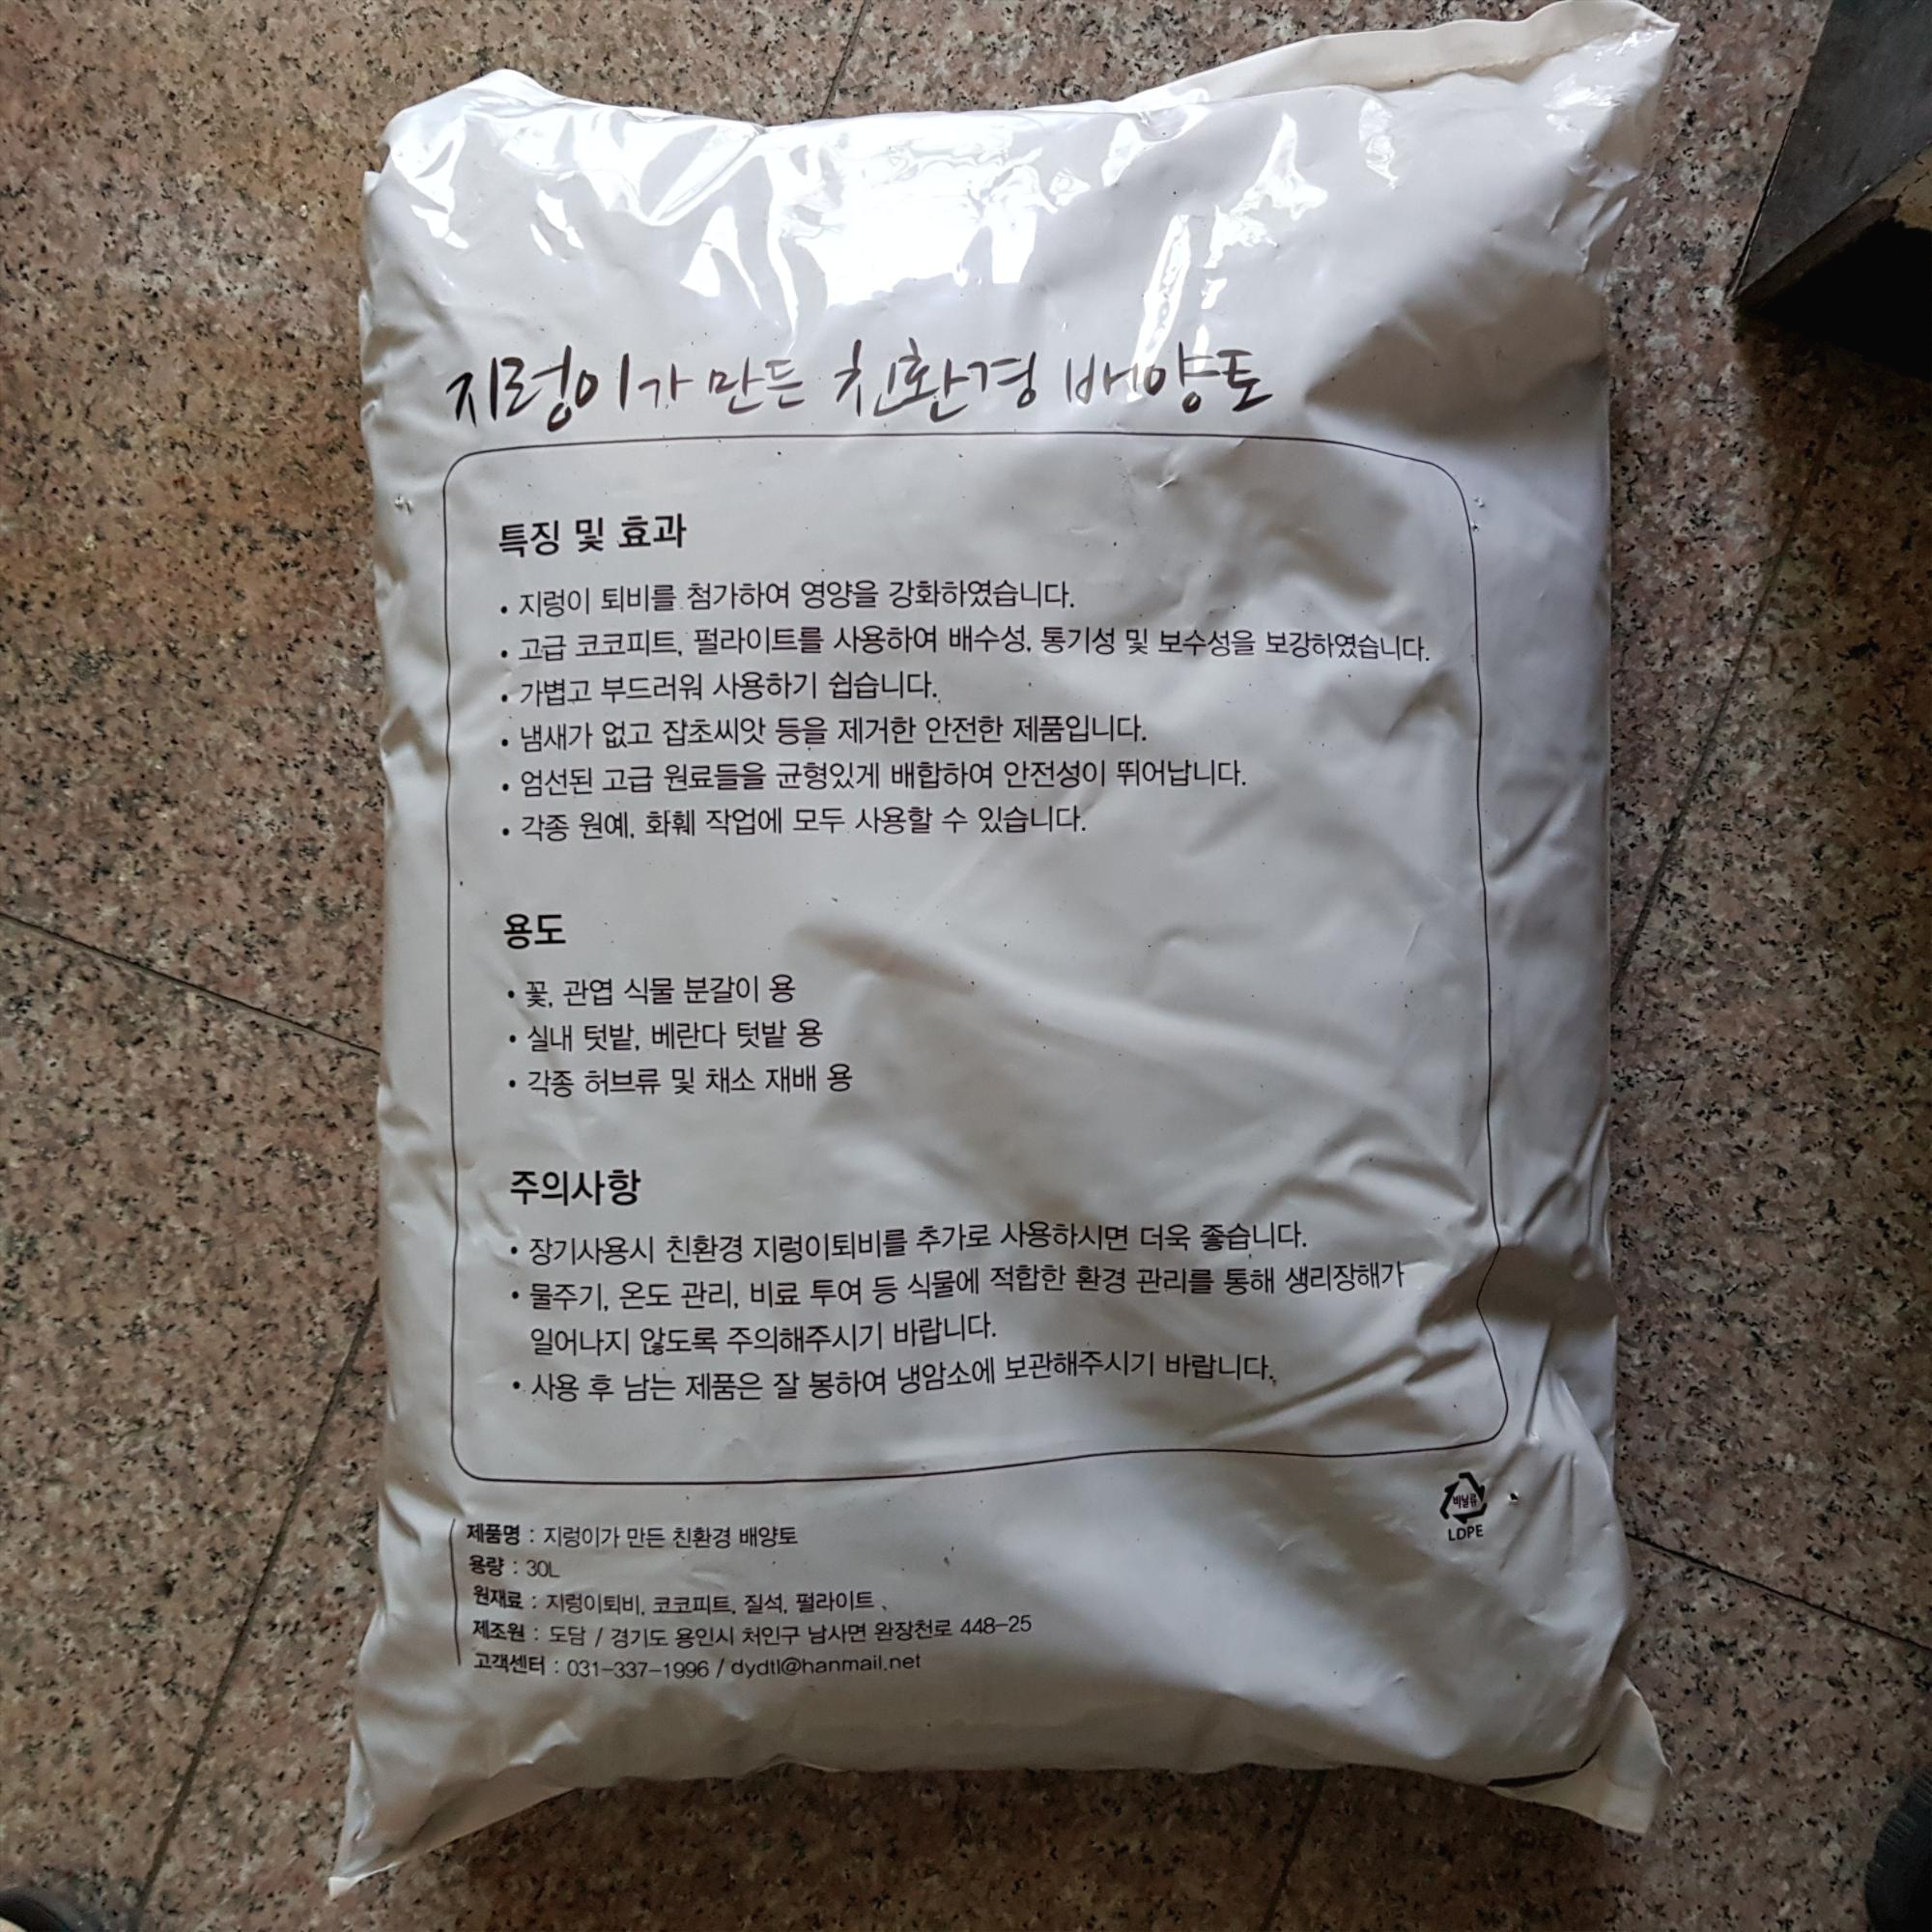 지렁이가 만든 친환경 배양토
특징 및 효과
• 지렁이 퇴비를 첨가하여 영양을 강화하였습니다.
• 고급 코코피트, 펄라이트를 사용하여 배수성, 통기성 및 보수성을 보강하였습니다.
• 가볍고 부드러워 사용하기 쉽습니다.
• 냄새가 없고 잡초씨앗 등을 제거한 안전한 제품입니다.
• 엄선된 고급 원료들을 균형있게 배합하여 안전성이 뛰어납니다.
• 각종 원예, 화훼 작업에 모두 사용할 수 있습니다.
용도
• 꽃, 관엽 식물 분갈이 용
• 실내 텃밭, 베란다 텃밭 용
• 각종 허브류 및 채소 재배 용
주의사항
• 장기사용시 친환경 지렁이퇴비를 추가로 사용하시면 더욱 좋습니다.
• 물주기, 온도 관리, 비료 투여 등 식물에 적합한 환경 관리를 통해 생리장해가
일어나지 않도록 주의해주시기 바랍니다.
• 사용 후 남는 제품은 잘 봉하여 냉암소에 보관해주시기 바랍니다.
비닐류
LDPE
제품명 : 지렁이가 만든 친환경 배양토
용량 : 30L
원재료 : 지렁이퇴비, 코코피트, 질석, 펄라이트
제조원 : 도담 / 경기도 용인시 처인구 남사면 완장천로 448-25
고객센터 : 031-337-1996 / dydtl@hanmail.net